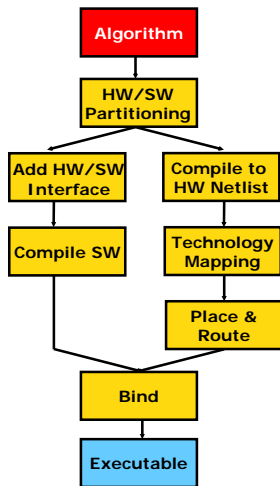 Algorithm
HW/SW
Partitioning
Add HW/SW
Interface
Compile to
HW Netlist
Compile SW
Technology
Mapping
Place &
Route
Bind
Executable